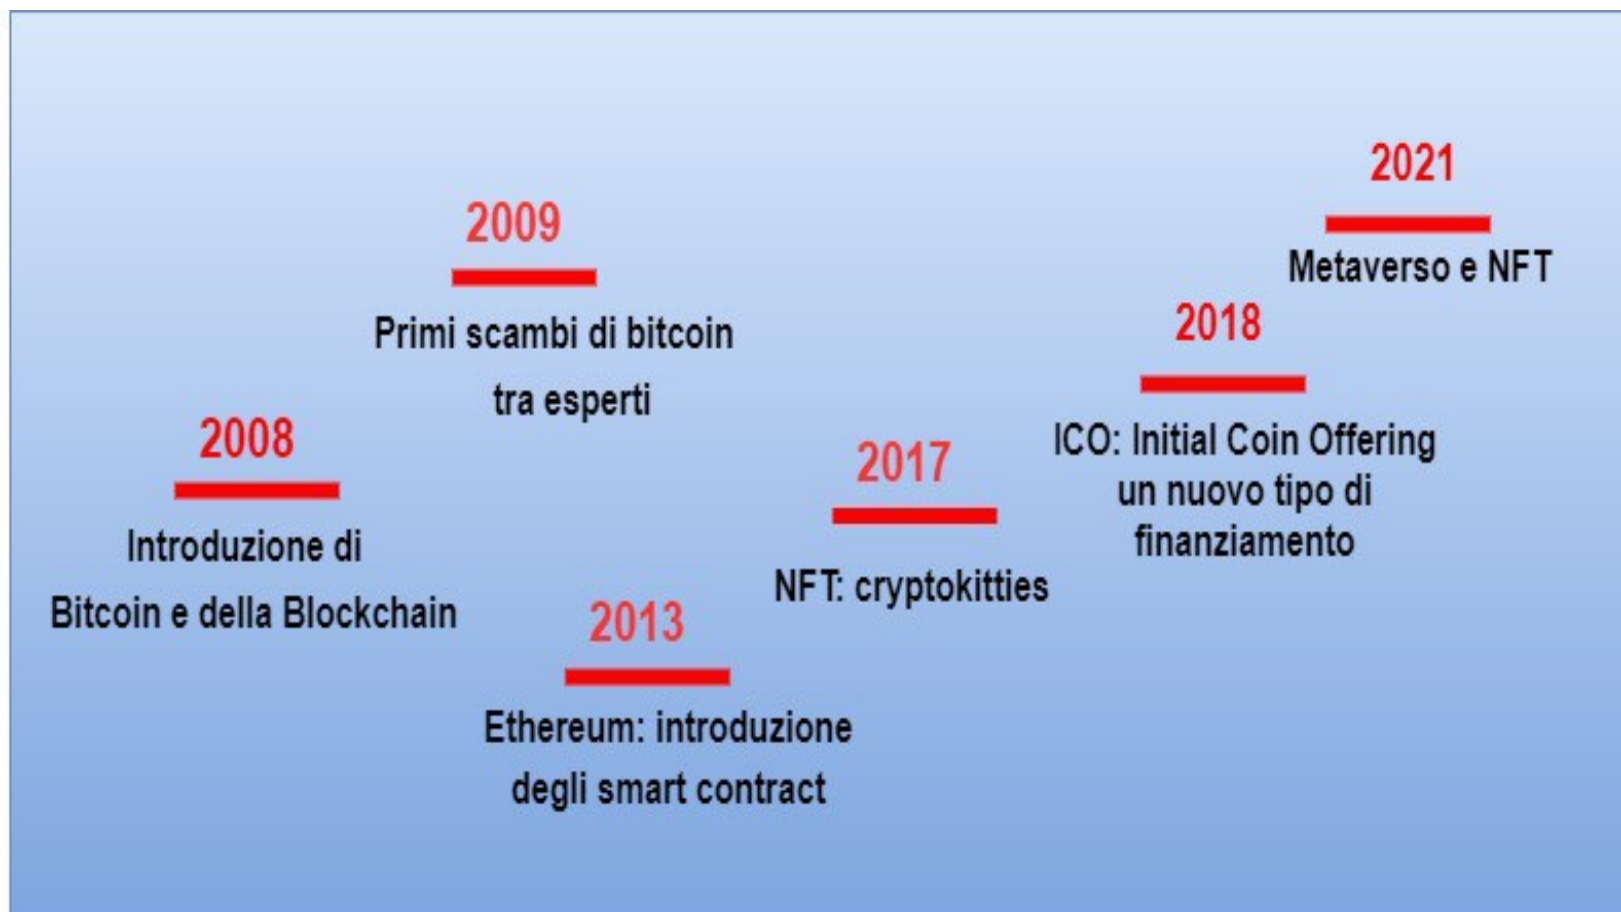 2008
Introduzione di
Bitcoin e della Blockchain
2009
Primi scambi di bitcoin
tra esperti
2013
Ethereum: introduzione
degli smart contract
2017
NFT: cryptokitties
2018
ICO: Initial Coin Offering
un nuovo tipo di
finanziamento
2021
Metaverso e NFT